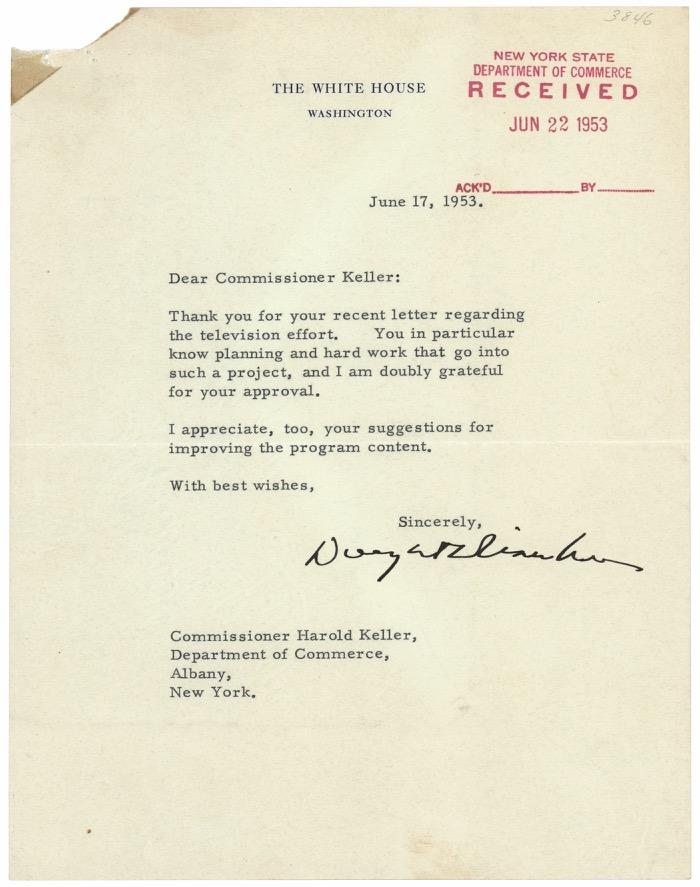 3846
THE WHITE HOUSE
WASHINGTON
NEW YORK STATE
DEPARTMENT OF COMMERCE
RECEIVED
JUN 22 1953
ACK'D BY
June 17, 1953.
Dear Commissioner Keller:
Thank you for your recent letter regarding
the television effort. You in particular
know planning and hard work that go into
such a project, and I am doubly grateful
for your approval.
I appreciate, too, your suggestions for
improving the program content.
With best wishes,
Sincerely,
Dwight D Eisenhower
Commissioner Harold Keller,
Department of Commerce,
Albany,
New York.